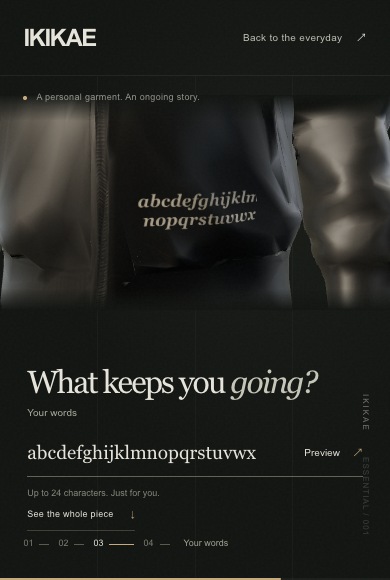 IKIKAE
Back to the everyday ↗
A personal garment. An ongoing story.
abcdefghijklm
nopqrstuvwx
What keeps you going?
Your words
abcdefghijklmnopqrstuvwx
Preview ↗
Up to 24 characters. Just for you.
See the whole piece ↓
01 — 02 — 03 — 04 — Your words
IKIKAE
ESSENTIAL / 001